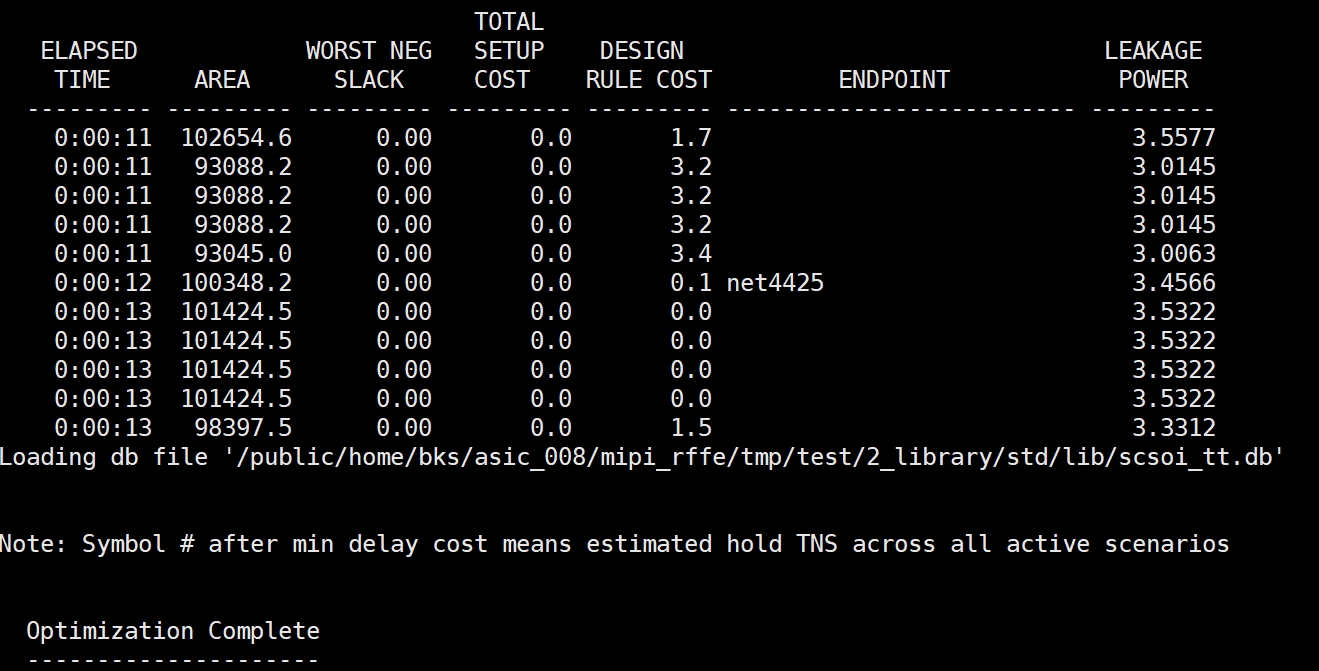 TOTAL
ELAPSED WORST NEG SETUP DESIGN LEAKAGE
TIME AREA SLACK COST RULE COST ENDPOINT POWER
--------- --------- --------- --------- --------- ------------------------- ---------
0:00:11 102654.6 0.00 0.0 1.7 3.5577
0:00:11 93088.2 0.00 0.0 3.2 3.0145
0:00:11 93088.2 0.00 0.0 3.2 3.0145
0:00:11 93088.2 0.00 0.0 3.2 3.0145
0:00:11 93045.0 0.00 0.0 3.4 3.0063
0:00:12 100348.2 0.00 0.0 0.1 net4425 3.4566
0:00:13 101424.5 0.00 0.0 0.0 3.5322
0:00:13 101424.5 0.00 0.0 0.0 3.5322
0:00:13 101424.5 0.00 0.0 0.0 3.5322
0:00:13 101424.5 0.00 0.0 0.0 3.5322
0:00:13 98397.5 0.00 0.0 1.5 3.3312
Loading db file '/public/home/bks/asic_008/mipi_rffe/tmp/test/2_library/std/lib/scsoi_tt.db'
Note: Symbol # after min delay cost means estimated hold TNS across all active scenarios
Optimization Complete
---------------------